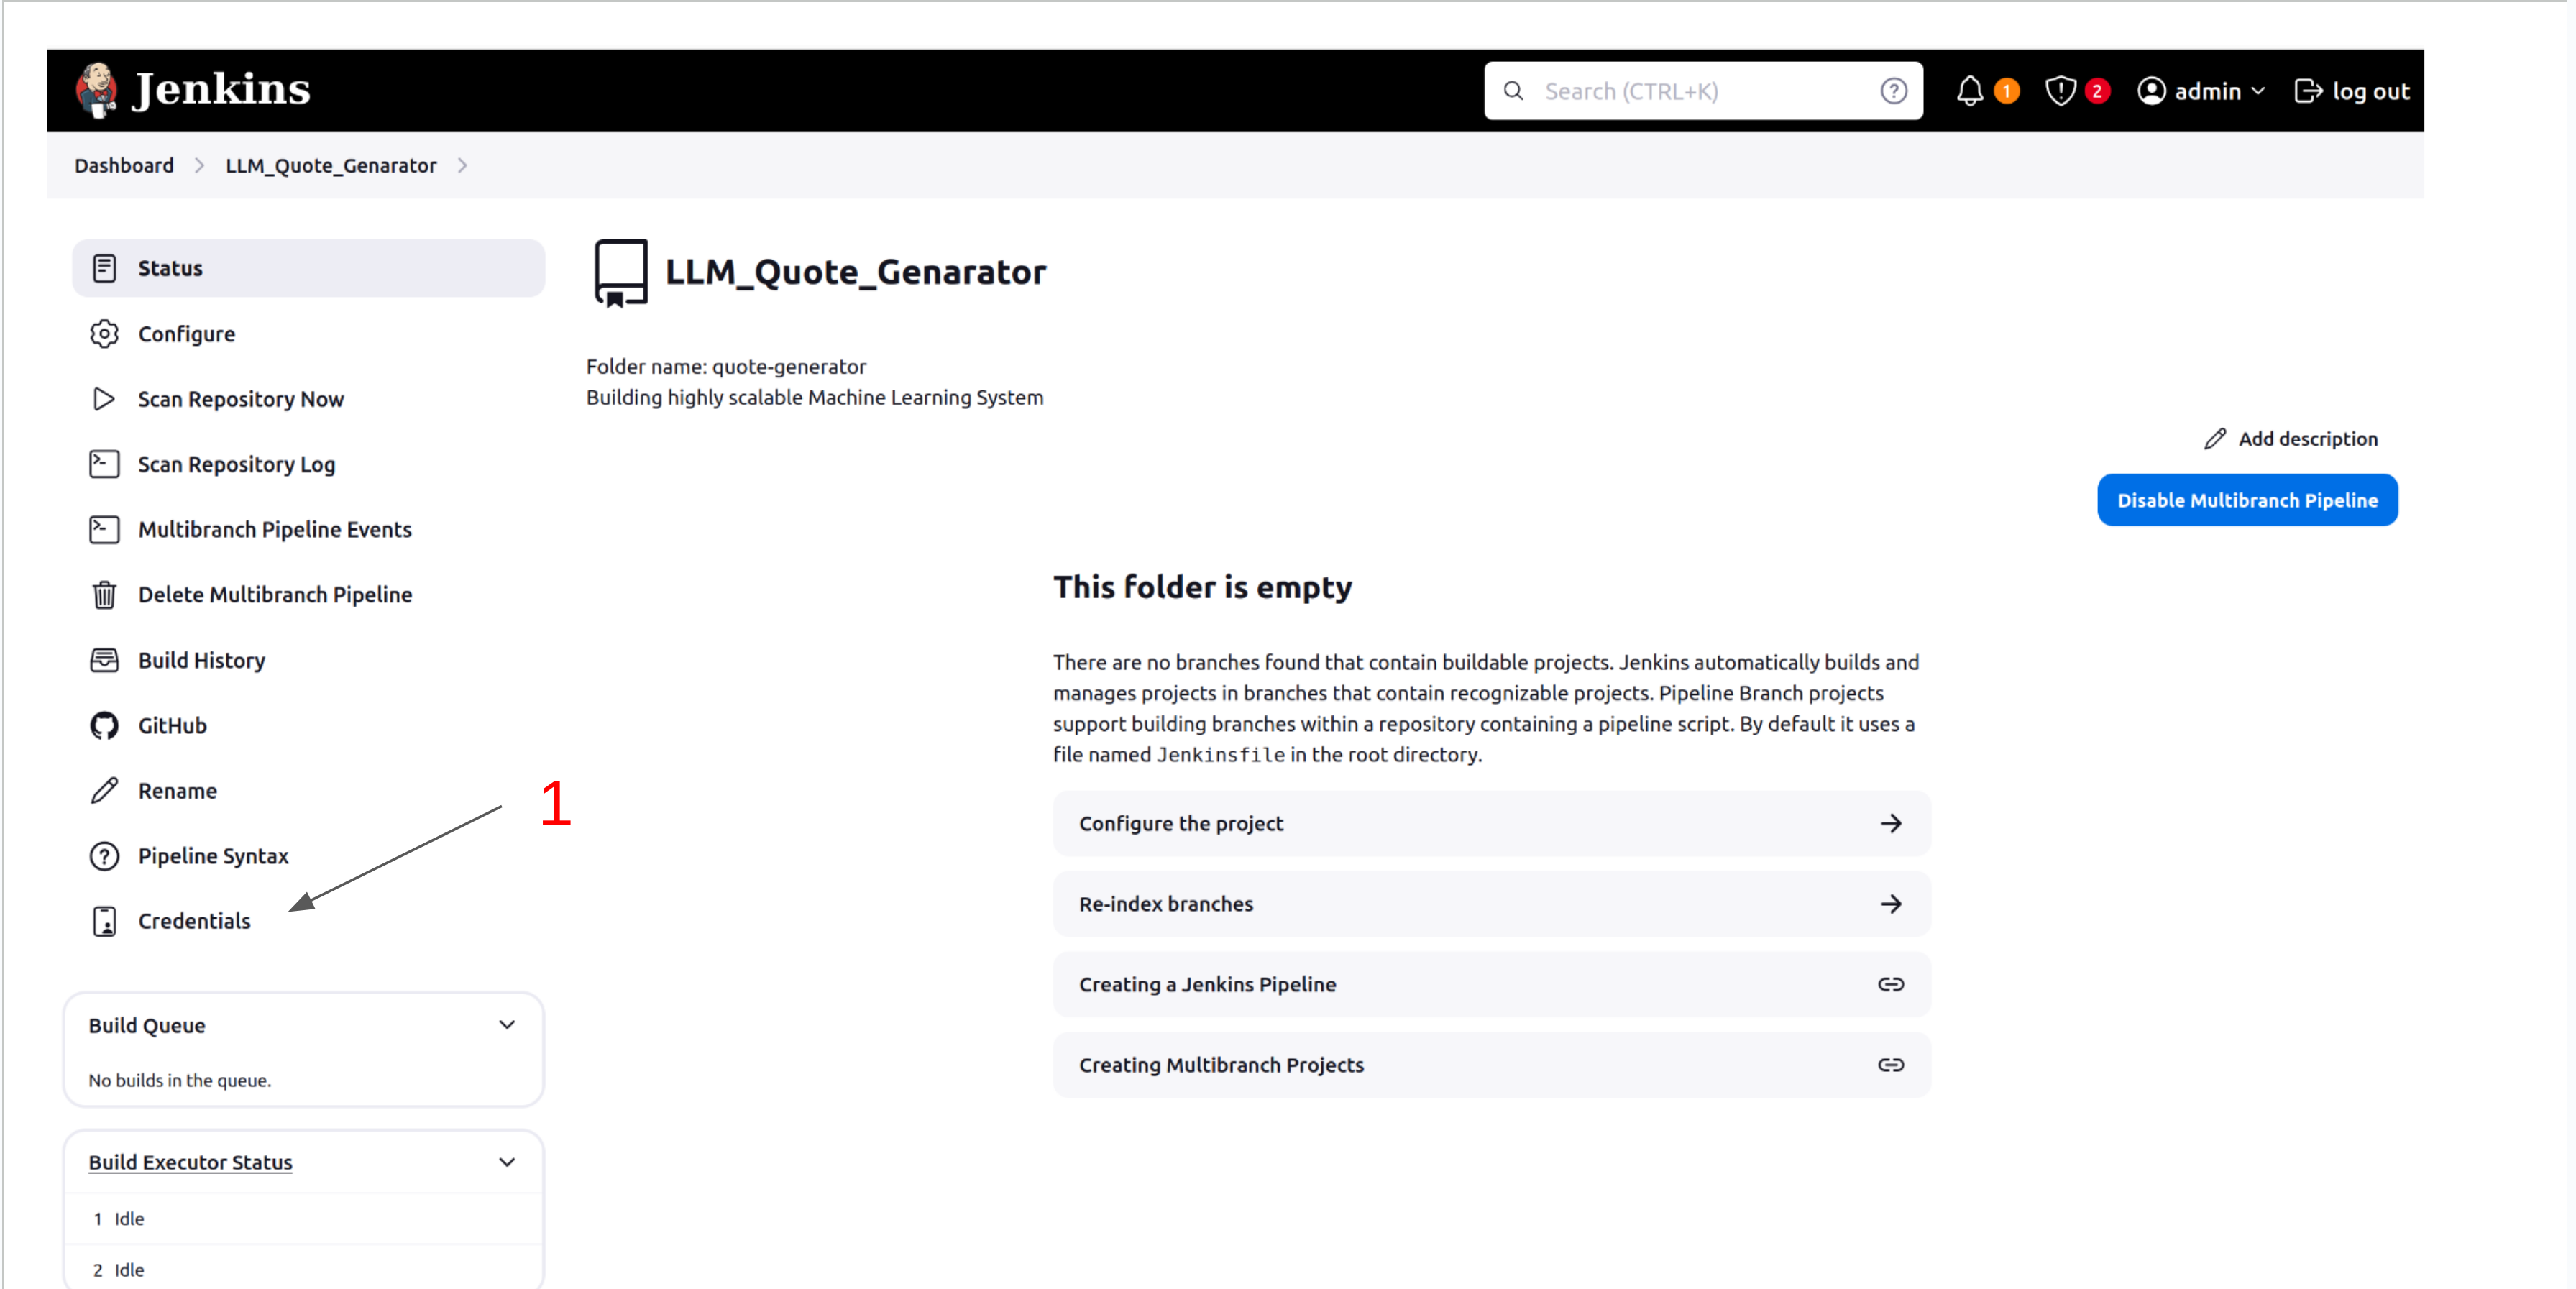 Jenkins
Search (CTRL+K)
1
2
admin
log out
Dashboard
LLM_Quote_Genarator
Status
Configure
Scan Repository Now
Scan Repository Log
Multibranch Pipeline Events
Delete Multibranch Pipeline
Build History
GitHub
Rename
Pipeline Syntax
Credentials
1
Build Queue
No builds in the queue.
Build Executor Status
1 Idle
2 Idle
LLM_Quote_Genarator
Folder name: quote-generator
Building highly scalable Machine Learning System
Add description
Disable Multibranch Pipeline
This folder is empty
There are no branches found that contain buildable projects. Jenkins automatically builds and
manages projects in branches that contain recognizable projects. Pipeline Branch projects
support building branches within a repository containing a pipeline script. By default it uses a
file named Jenkinsfile in the root directory.
Configure the project
Re-index branches
Creating a Jenkins Pipeline
Creating Multibranch Projects